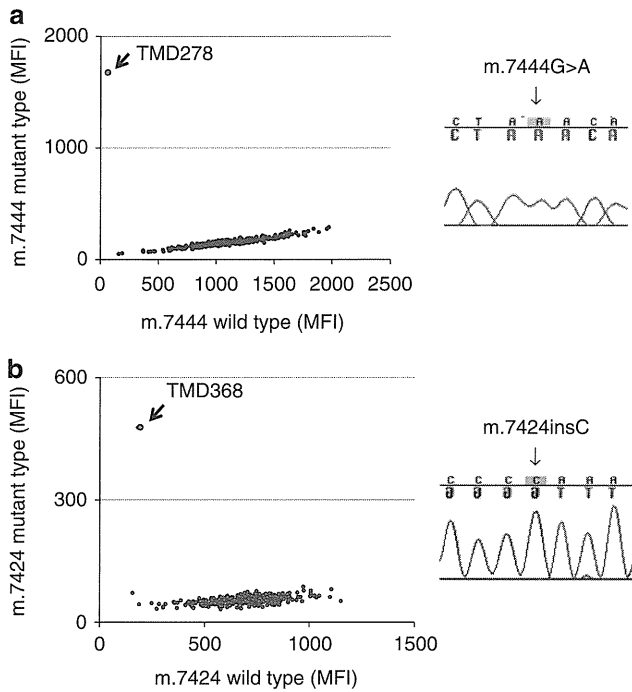 a
m.7444 mutant type (MFI)
2000
1000
0
TMD278
0 500 1000 1500 2000 2500
m.7444 wild type (MFI)
m.7444G>A
C T A A A C A
C T A A A C A
b
m.7424 mutant type (MFI)
600
300
0
TMD368
0 500 1000 1500
m.7424 wild type (MFI)
m.7424insC
C C C C A A A